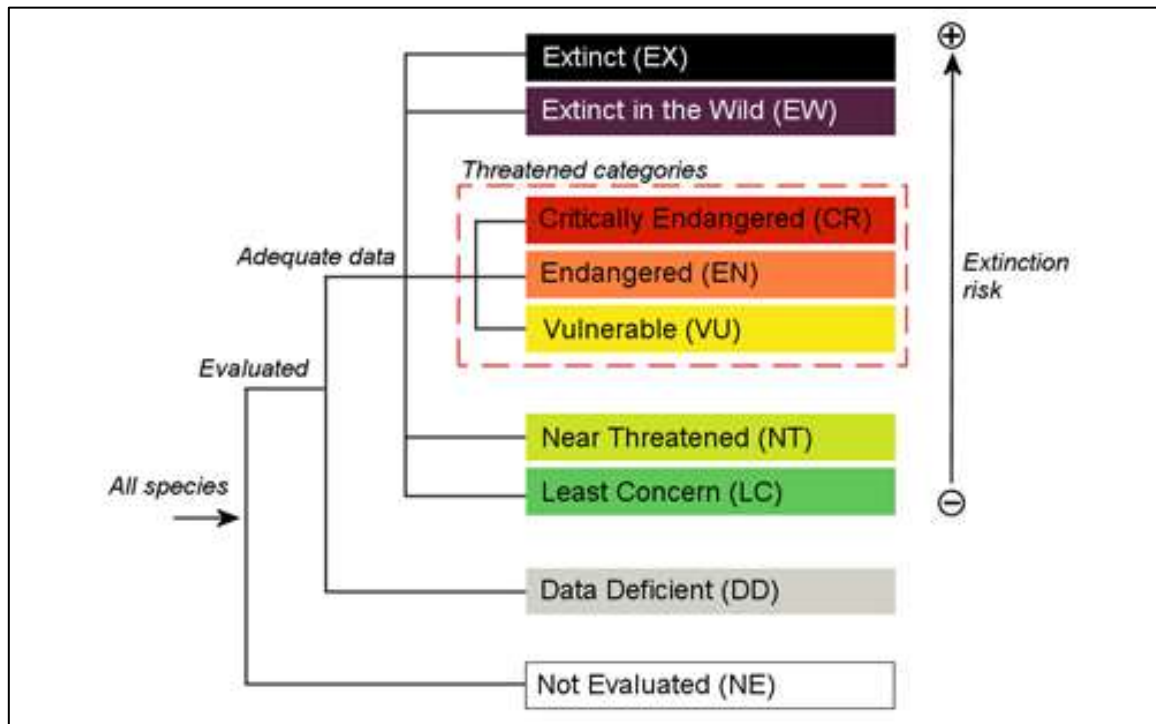 Extinct (EX)
Extinct in the Wild (EW)
Threatened categories
Critically Endangered (CR)
Adequate data
Endangered (EN)
Extinction
risk
Vulnerable (VU)
Evaluated
Near Threatened (NT)
All species
Least Concern (LC)
Data Deficient (DD)
Not Evaluated (NE)